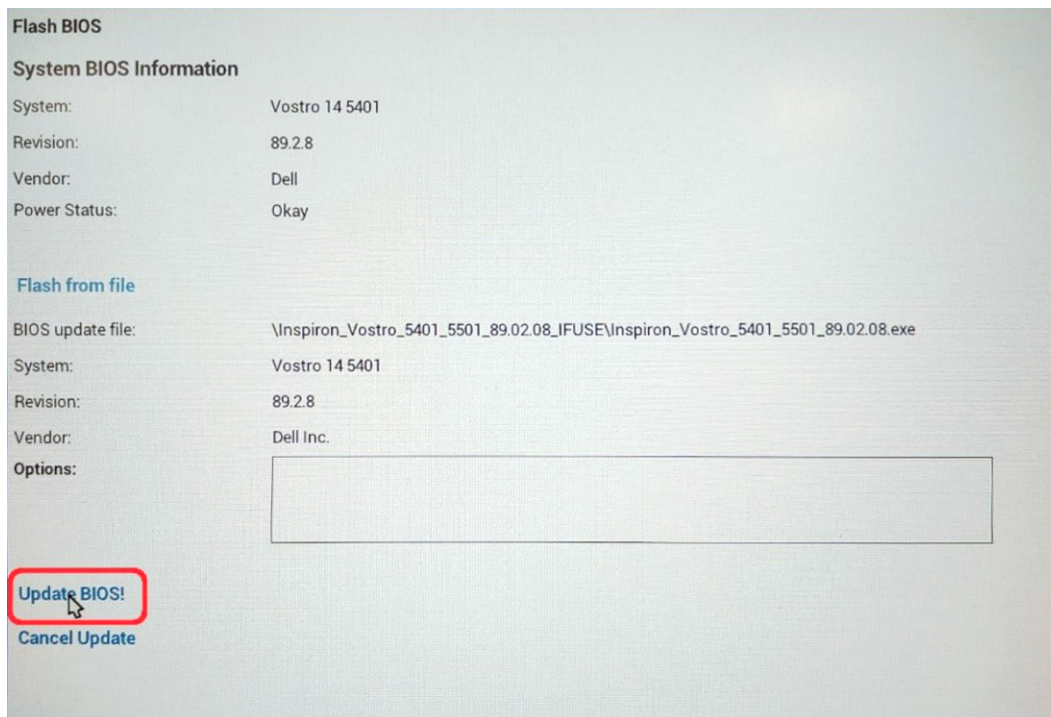 Flash BIOS
System BIOS Information
System: Vostro 14 5401
Revision: 89.2.8
Vendor: Dell
Power Status: Okay
Flash from file
BIOS update file: \Inspiron_Vostro_5401_5501_89.02.08_IFUSE\Inspiron_Vostro_5401_5501_89.02.08.exe
System: Vostro 14 5401
Revision: 89.2.8
Vendor: Dell Inc.
Options:
Update BIOS!
Cancel Update